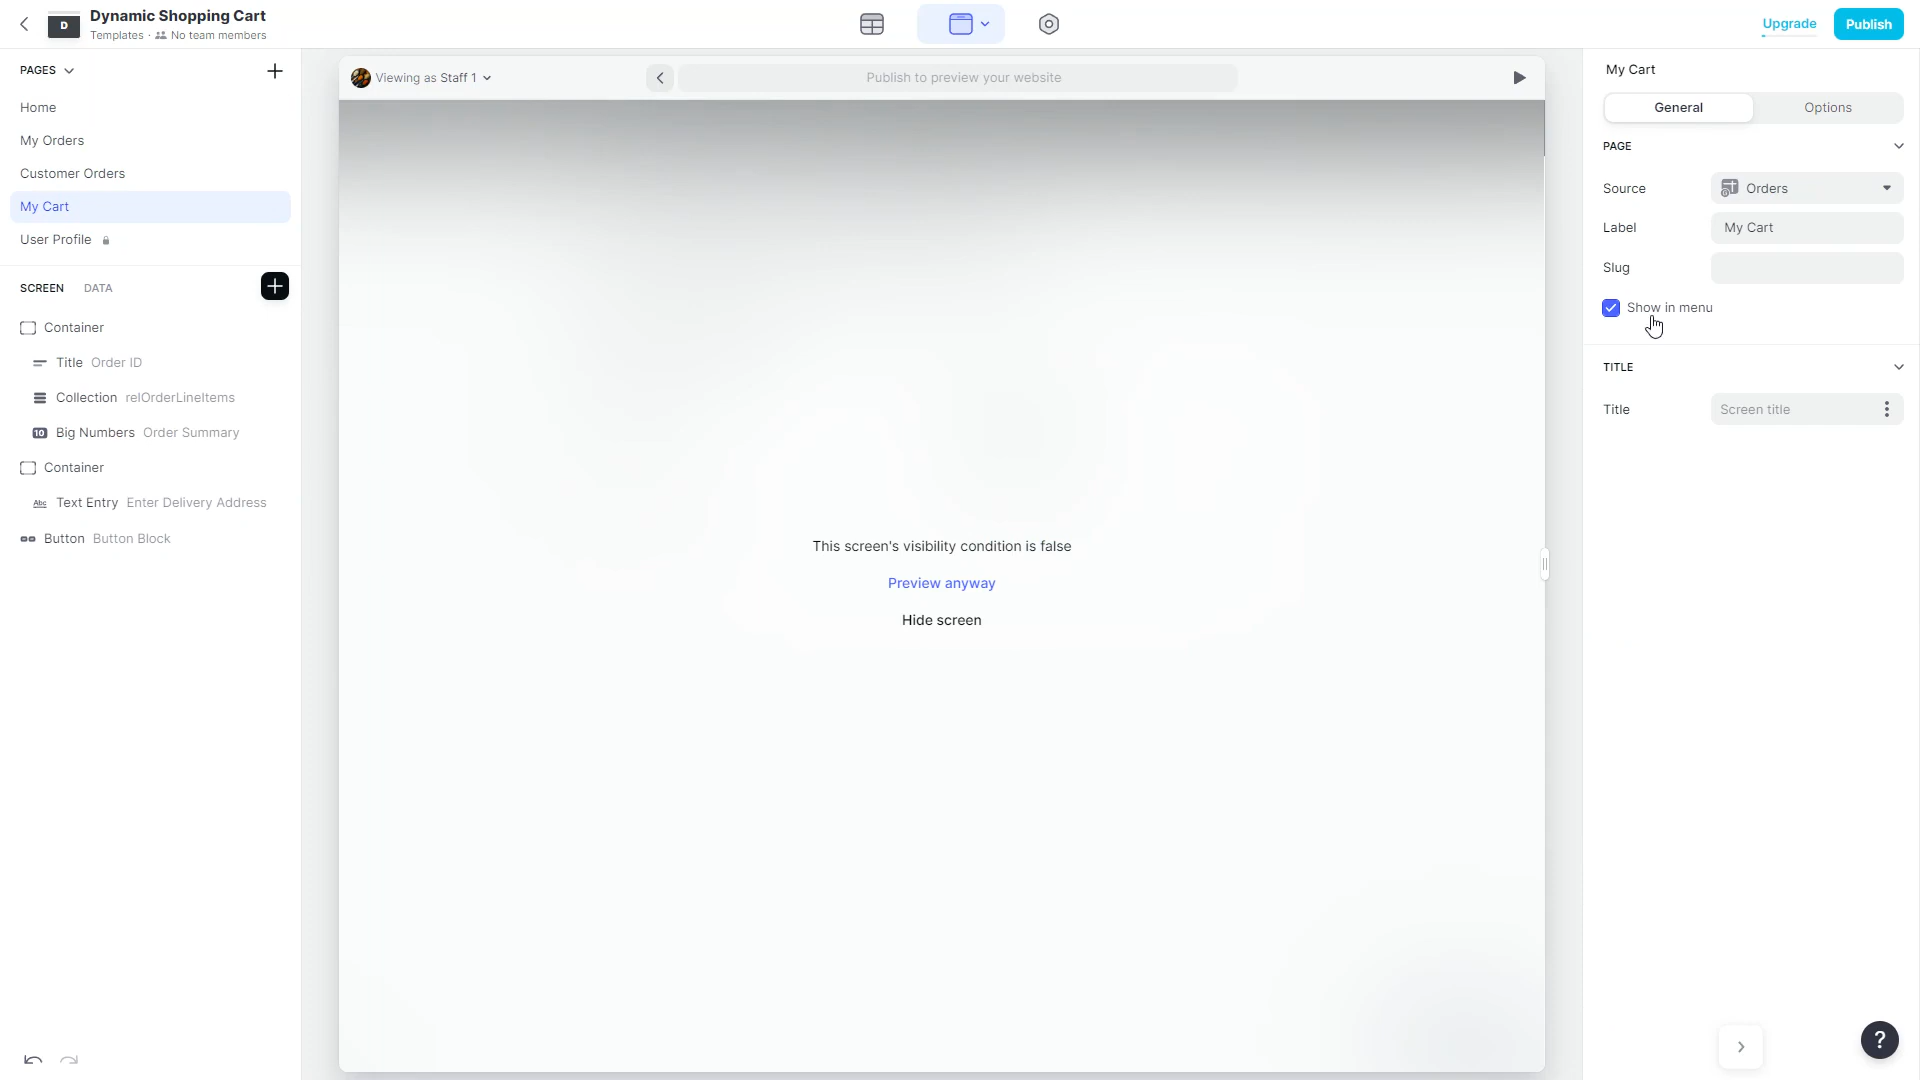 D
Dynamic Shopping Cart
Templates · No team members
Upgrade
Publish
PAGES
Home
My Orders
Customer Orders
My Cart
User Profile
SCREEN DATA
Container
Title Order ID
Collection relOrderLineItems
10 Big Numbers Order Summary
Container
Abc Text Entry Enter Delivery Address
Button Button Block
Viewing as Staff 1
Publish to preview your website
This screen's visibility condition is false
Preview anyway
Hide screen
My Cart
General Options
PAGE
Source Orders
Label My Cart
Slug
Show in menu
TITLE
Title Screen title
?